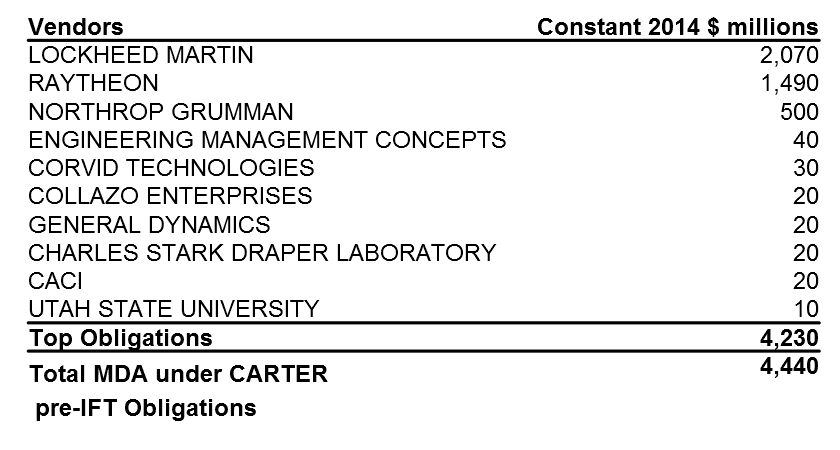 Vendors Constant 2014 $ millions
LOCKHEED MARTIN 2,070
RAYTHEON 1,490
NORTHROP GRUMMAN 500
ENGINEERING MANAGEMENT CONCEPTS 40
CORVID TECHNOLOGIES 30
COLLAZO ENTERPRISES 20
GENERAL DYNAMICS 20
CHARLES STARK DRAPER LABORATORY 20
CACI 20
UTAH STATE UNIVERSITY 10
Top Obligations 4,230
Total MDA under CARTER 4,440
pre-IFT Obligations